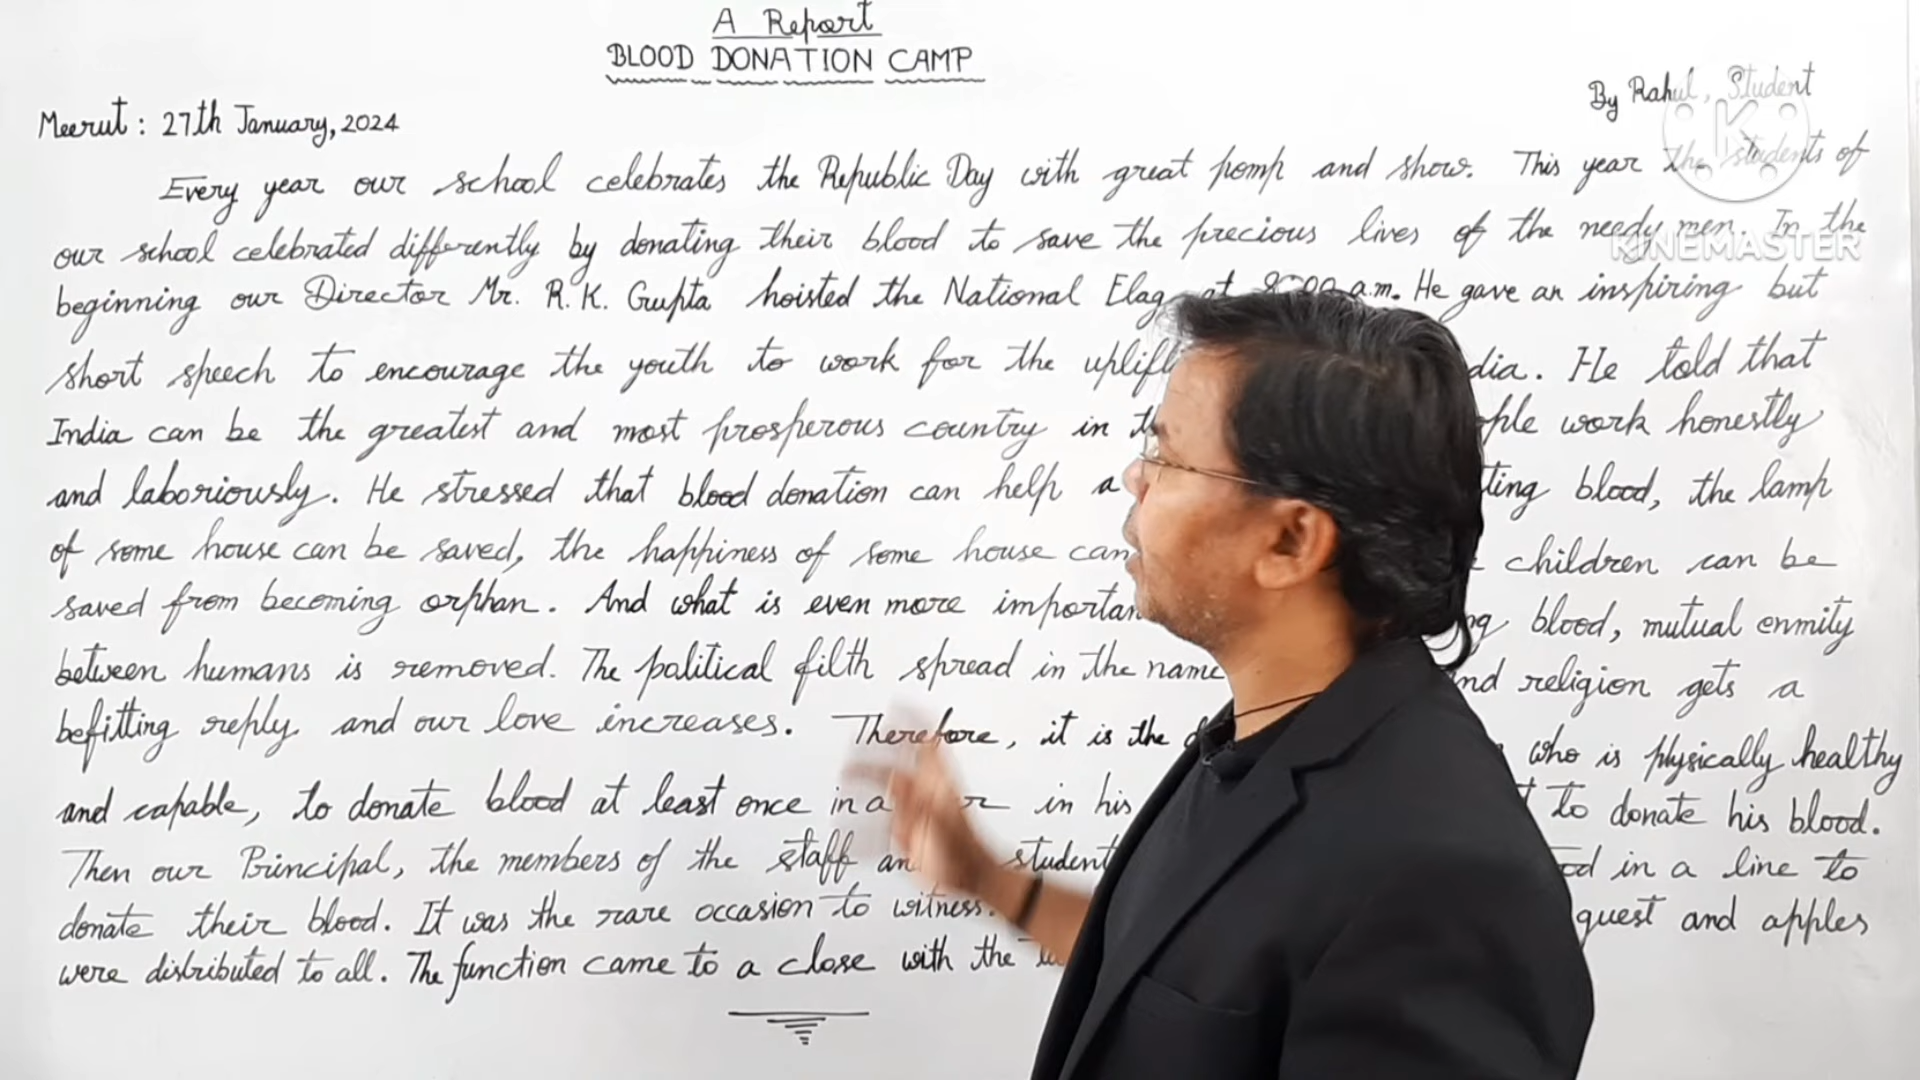 A Report
BLOOD DONATION CAMP
By Rahul, Student
Meerut: 27th January, 2024
Every year our school celebrates the Republic Day with great pomp and show. This year the students of
our school celebrated differently by donating their blood to save the precious lives of the needy men. In the
beginning our Director Mr. R. K. Gupta hoisted the National Flag at a.m. He gave an inspiring but
short speech to encourage the youth to work for the He told that
India can be the greatest and most prosperous country in work honestly
and laboriously. He stressed that blood donation can help a blood, the lamp
of some house can be saved, the happiness of some house can children can be
saved from becoming orphan. And what is even more blood, mutual enmity
between humans is removed. The political filth spread in the name religion gets a
befitting reply and our love increases. Therefore, it is the who is physically healthy
and capable, to donate blood at least once in a in his to donate his blood.
Then our Principal, the members of the staff in a line to
donate their blood. It was the rare occasion to witness. guest and apples
were distributed to all. The function came to a close with the
KINEMASTER